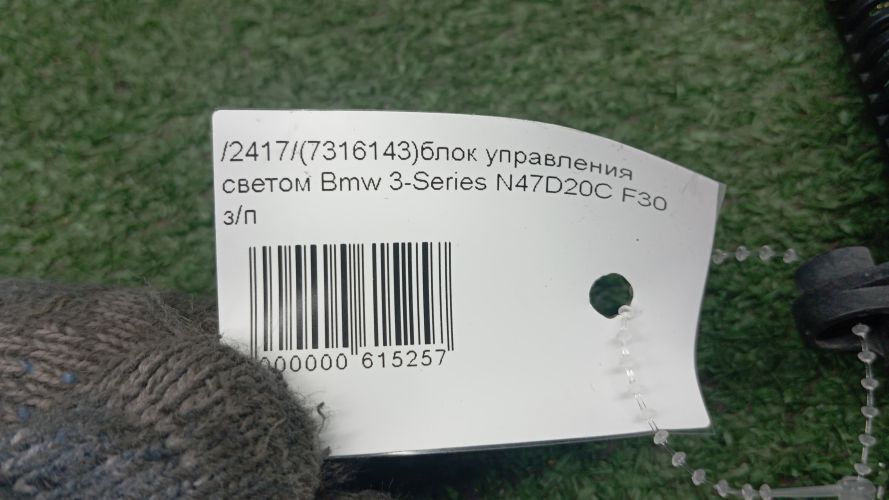 /2417/(7316143)блок управления
светом Bmw 3-Series N47D20C F30
з/п
000000 615257